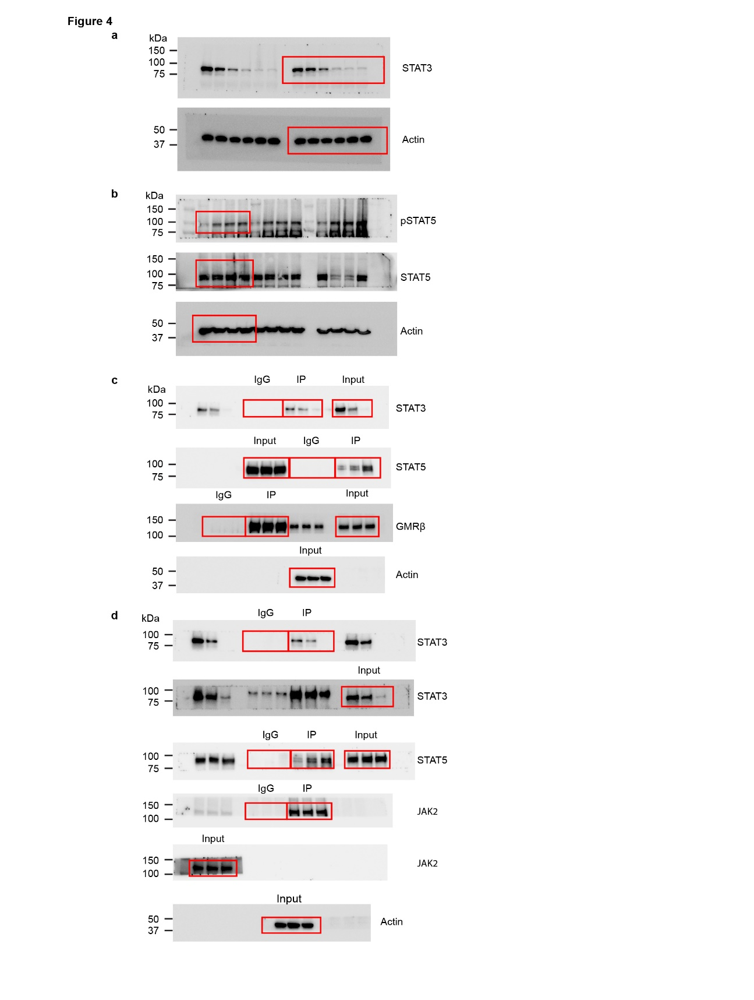 Figure 4
a
kDa
150
100
75
STAT3
50
37
Actin
b
kDa
150
100
75
pSTAT5
150
100
75
STAT5
50
37
Actin
c
IgG IP Input
kDa
100
75
STAT3
Input IgG IP
100
75
STAT5
IgG IP Input
150
100
GMRβ
Input
50
37
Actin
d
IgG IP
kDa
100
75
STAT3
Input
100
75
STAT3
IgG IP Input
100
75
STAT5
IgG IP
150
100
JAK2
Input
150
100
JAK2
Input
50
37
Actin